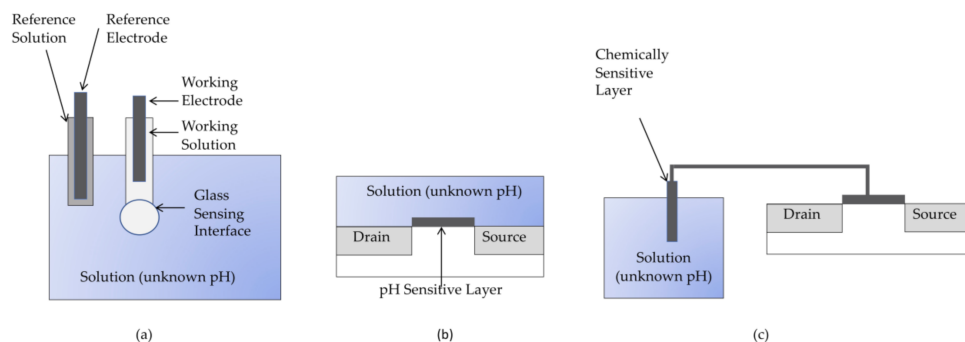 Reference
Solution
Reference
Electrode
Working
Electrode
Working
Solution
Glass
Sensing
Interface
Solution (unknown pH)
(a)
Solution (unknown pH)
Drain
Source
pH Sensitive Layer
(b)
Chemically
Sensitive
Layer
Solution
(unknown pH)
Drain
Source
(c)